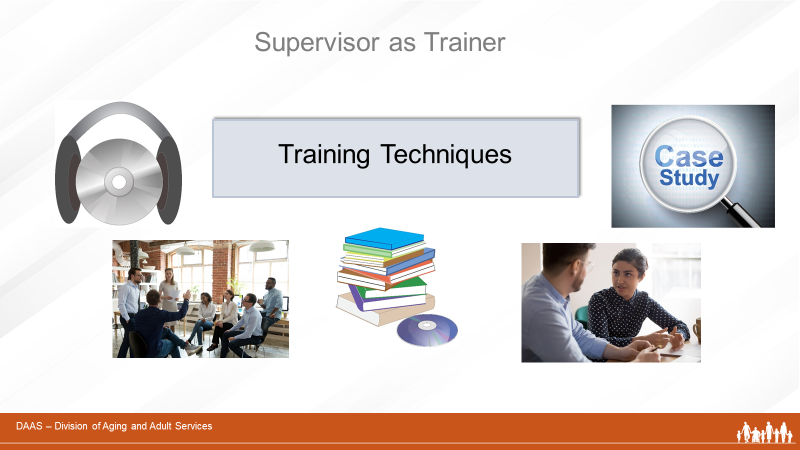 Supervisor as Trainer
Training Techniques
Case
Study
DAAS – Division of Aging and Adult Services